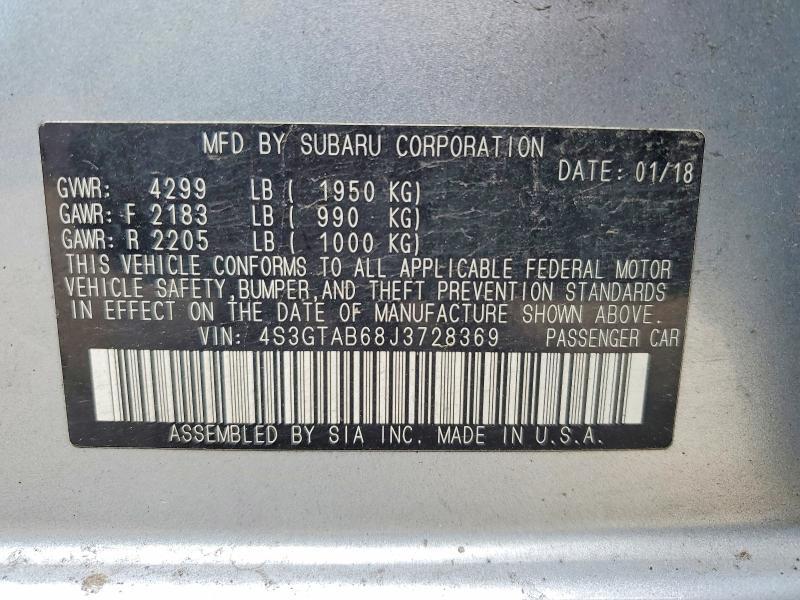 MFD BY SUBARU CORPORATION
DATE: 01/18
GVWR: 4299 LB ( 1950 KG)
GAWR: F 2183 LB ( 990 KG)
GAWR: R 2205 LB ( 1000 KG)
THIS VEHICLE CONFORMS TO ALL APPLICABLE FEDERAL MOTOR
VEHICLE SAFETY, BUMPER, AND THEFT PREVENTION STANDARDS
IN EFFECT ON THE DATE OF MANUFACTURE SHOWN ABOVE.
VIN: 4S3GTAB68J3728369 PASSENGER CAR
ASSEMBLED BY SIA INC. MADE IN U.S.A.